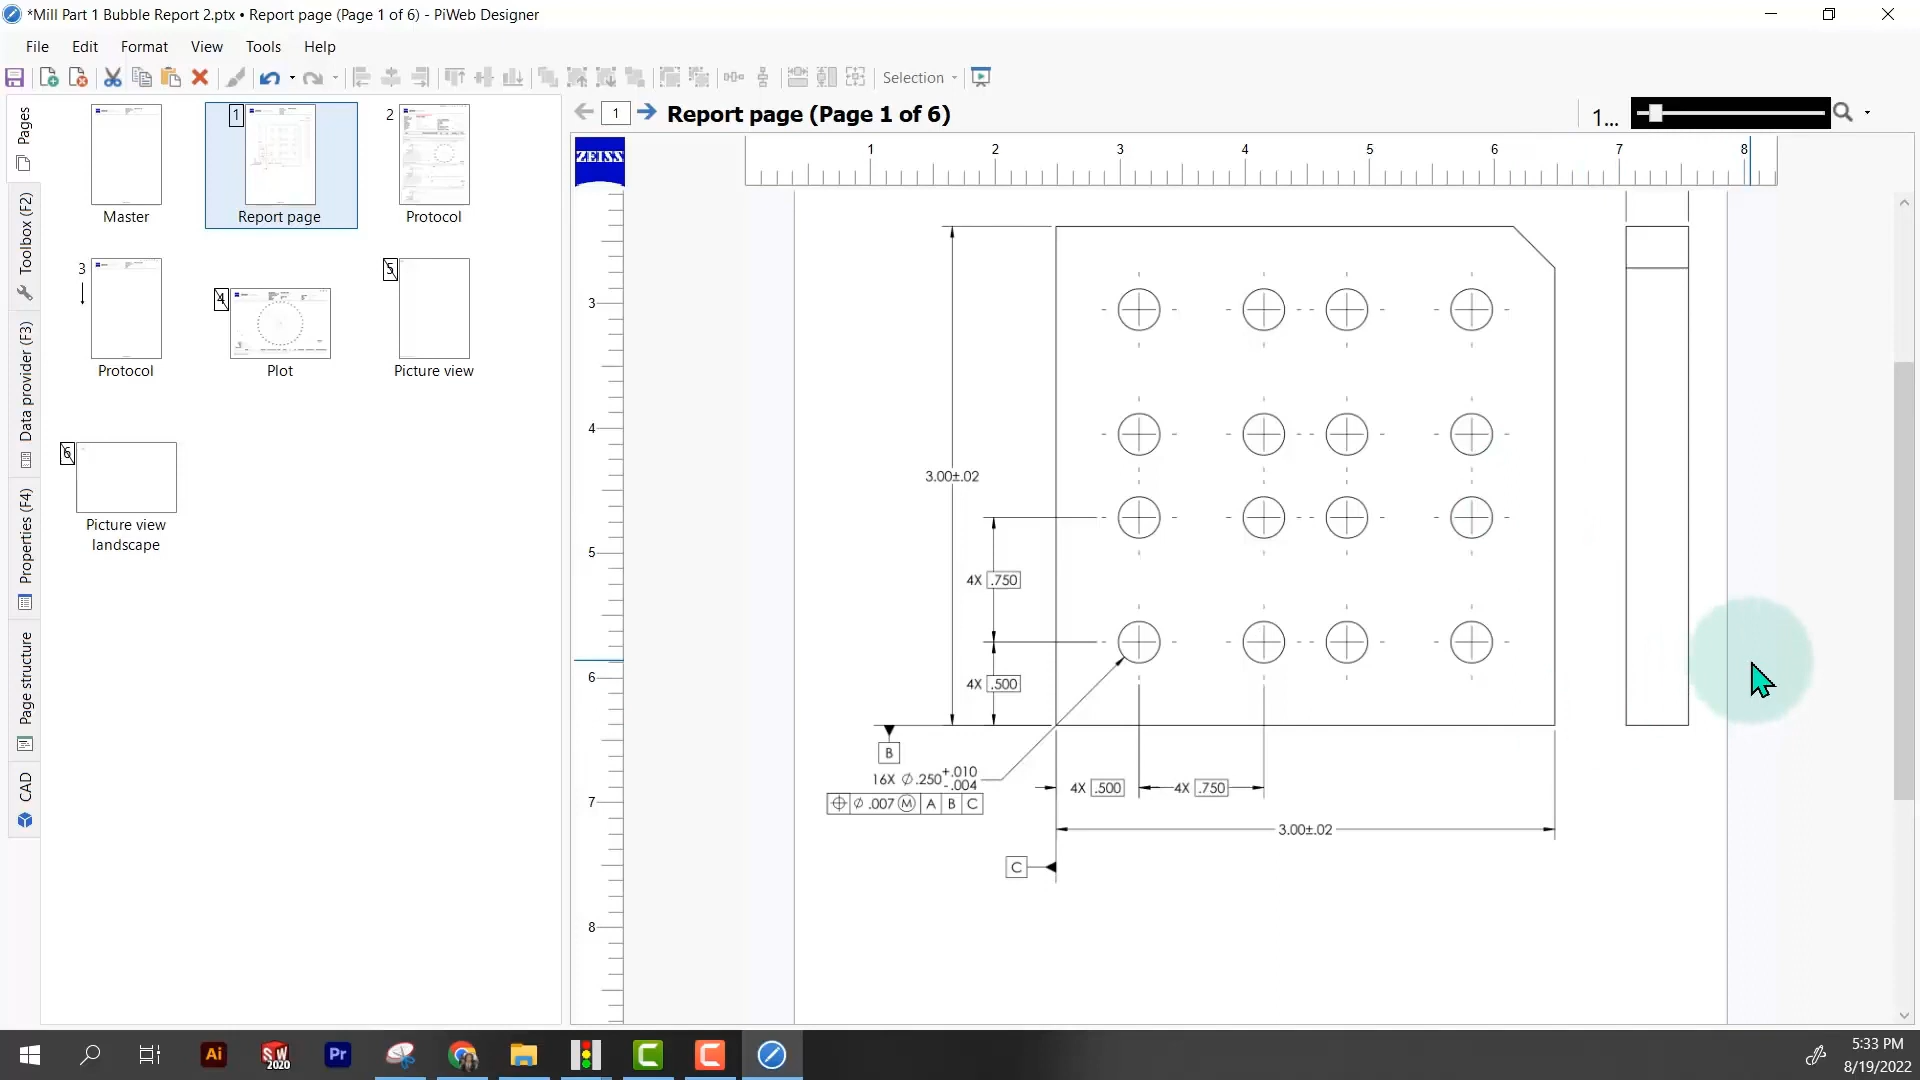 *Mill Part 1 Bubble Report 2.ptx • Report page (Page 1 of 6) - PiWeb Designer
File Edit Format View Tools Help
Selection
Pages
Toolbox (F2)
Data provider (F3)
Properties (F4)
Page structure
CAD
1
Report page
Master
2
Protocol
3
Protocol
4
Plot
5
Picture view
6
Picture view
landscape
1
Report page (Page 1 of 6)
1...
ZEISS
1 2 3 4 5 6 7 8
3
4
5
6
7
8
3.00±.02
4X .750
4X .500
B
16X ⌀.250 +.010
-.004
⌖ ⌀ .007 Ⓜ A B C
4X .500
4X .750
3.00±.02
C
Ai
SW
2020
Pr
5:33 PM
8/19/2022